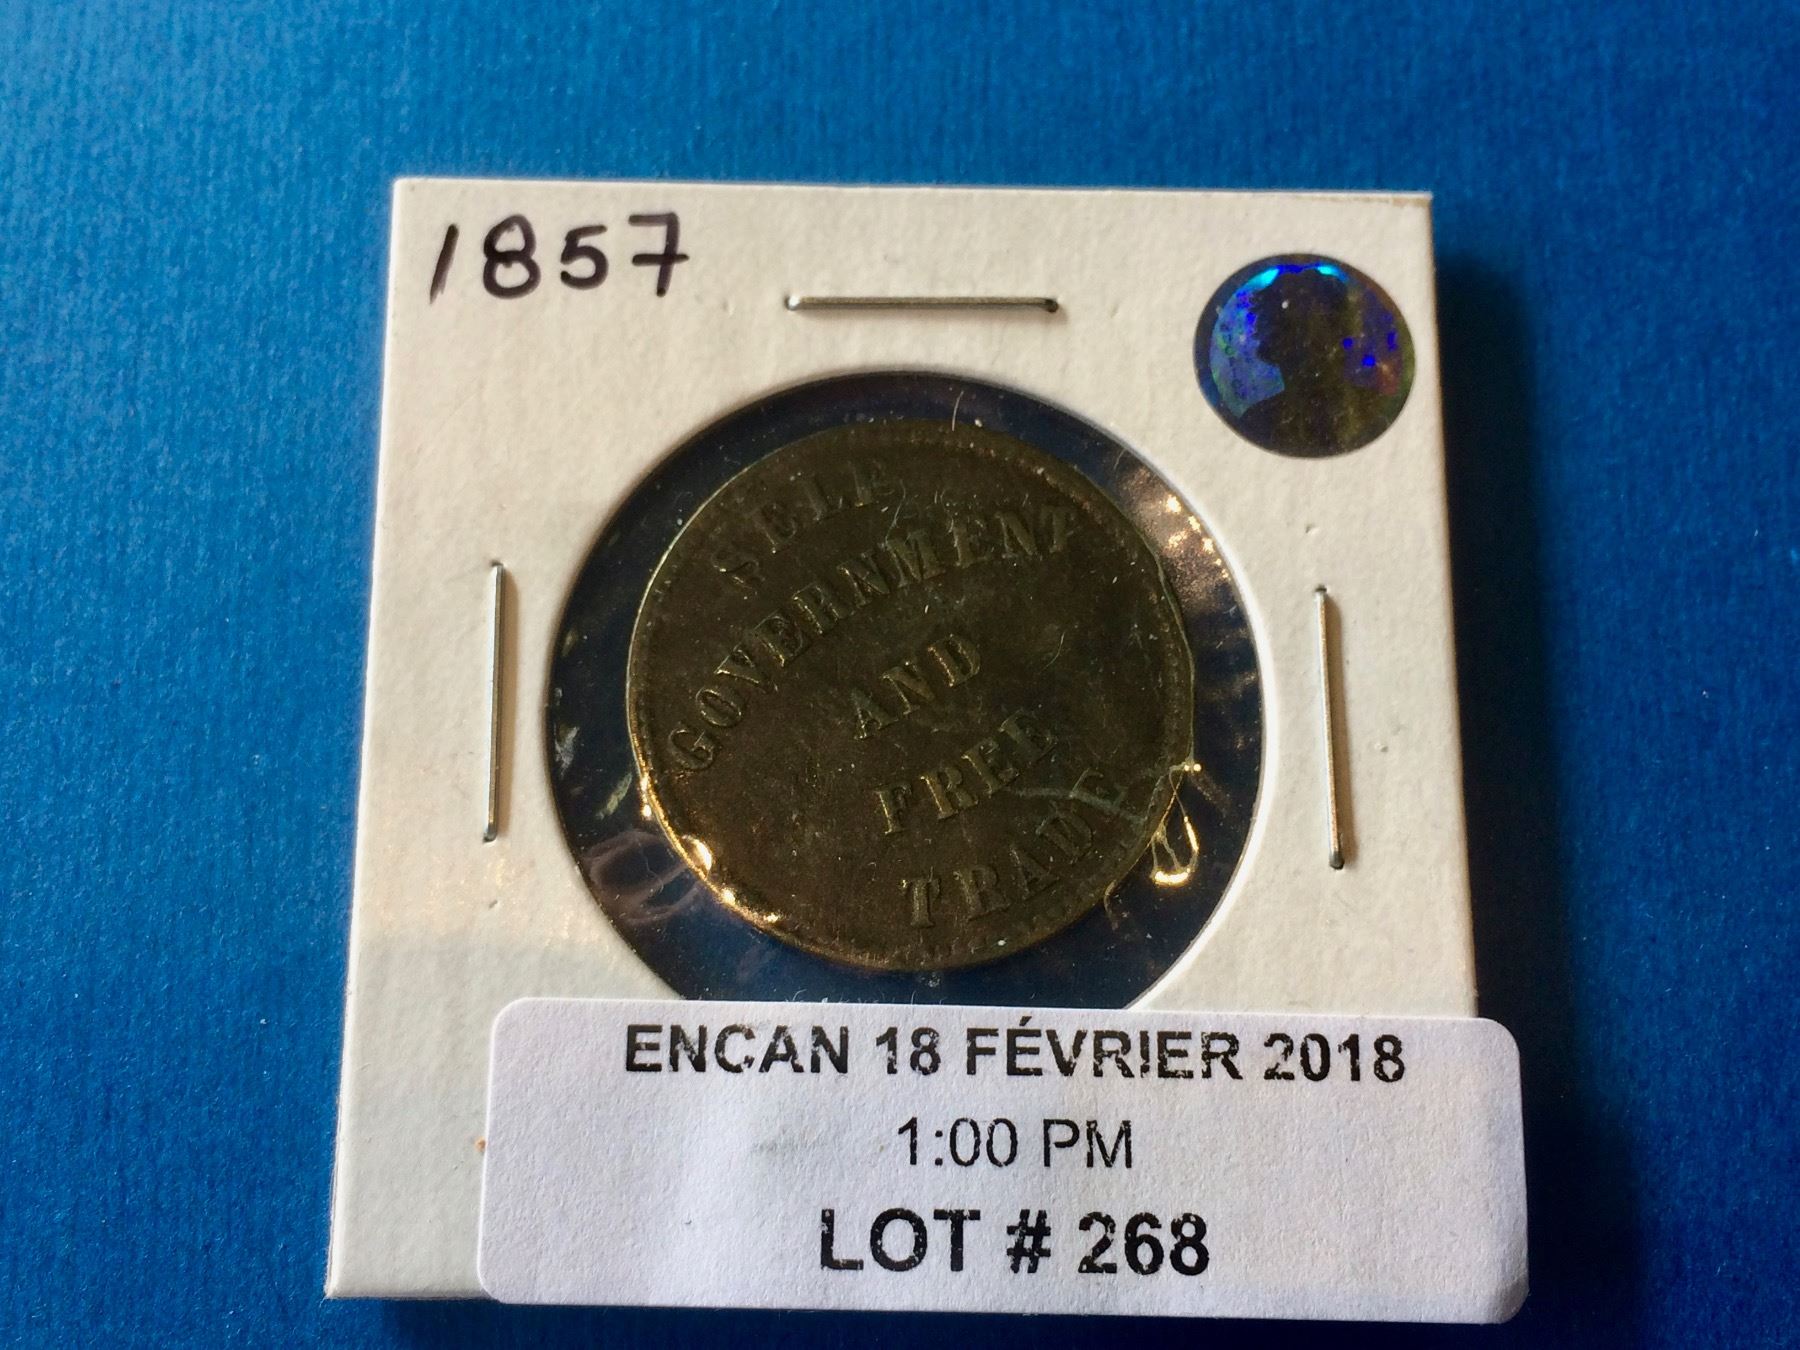 1857
SELF
GOVERNMENT
AND
FREE
TRADE
ENCAN 18 FÉVRIER 2018
1:00 PM
LOT # 268